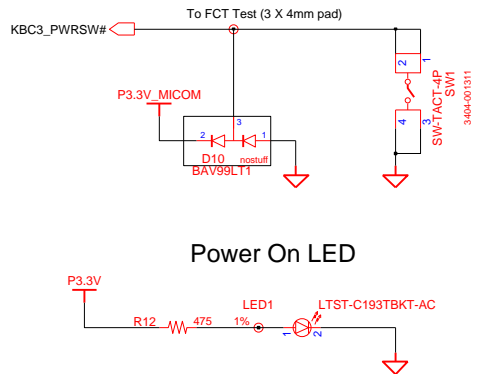 To FCT Test (3 X 4mm pad)
KBC3_PWRSW#
2
1
SW-TACT-4P
SW1
3404-001311
4
3
P3.3V_MICOM
3
2
1
D10
nostuff
BAV99LT1
Power On LED
P3.3V
LED1
LTST-C193TBKT-AC
R12
475
1%
1
2